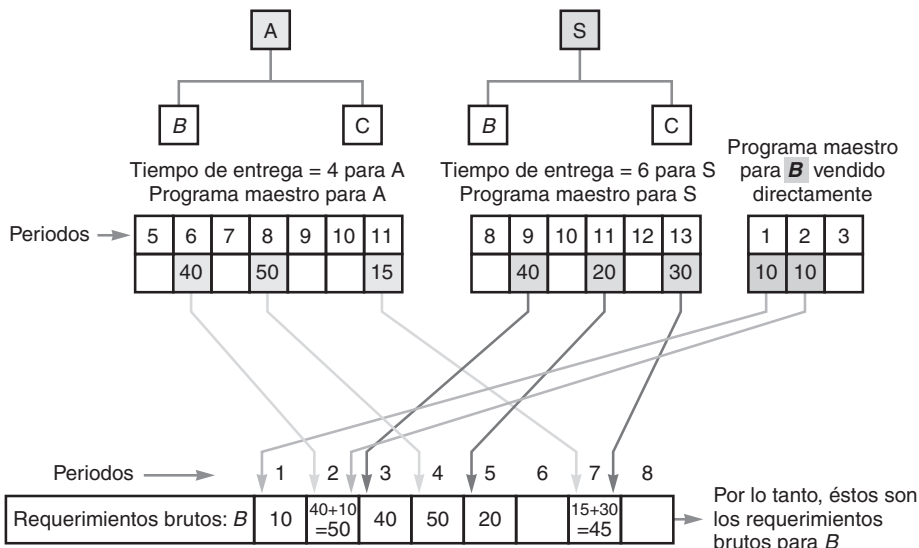 A
S
B
C
B
C
Tiempo de entrega = 4 para A
Programa maestro para A
Tiempo de entrega = 6 para S
Programa maestro para S
Programa maestro
para B vendido
directamente
Periodos
5 6 7 8 9 10 11
40 50 15
8 9 10 11 12 13
40 20 30
1 2 3
10 10
Periodos
1 2 3 4 5 6 7 8
Requerimientos brutos: B
10
40+10
=50
40
50
20
15+30
=45
Por lo tanto, éstos son
los requerimientos
brutos para B